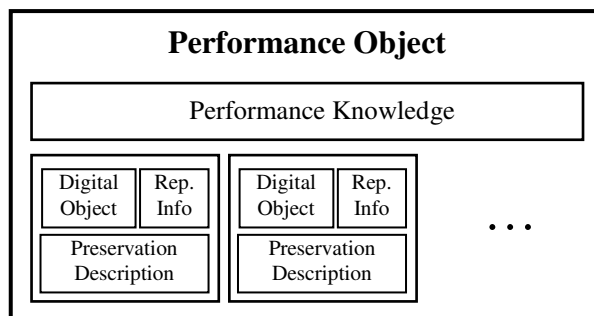 Performance Object
Performance Knowledge
Digital
Object
Rep.
Info
Preservation
Description
Digital
Object
Rep.
Info
Preservation
Description
...